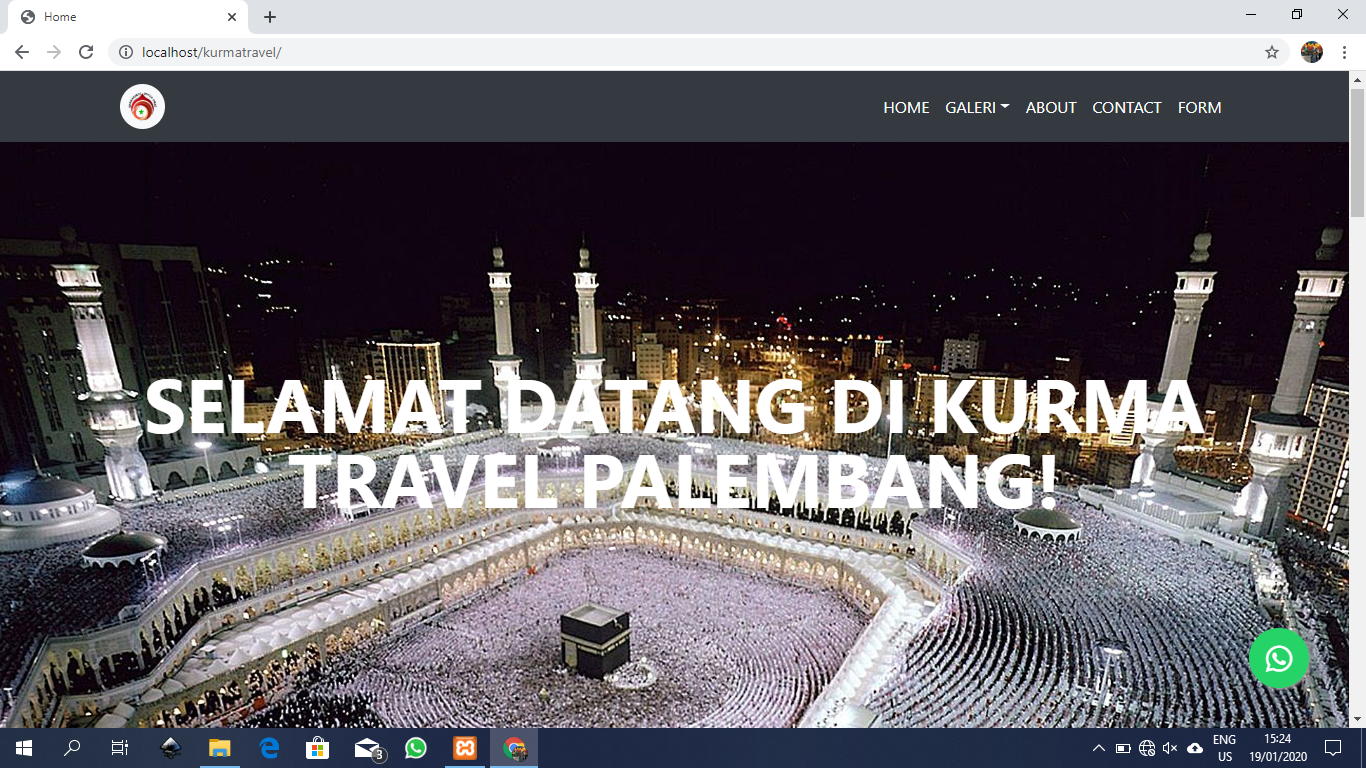 Home
localhost/kurmatravel/
HOME GALERI ABOUT CONTACT FORM
SELAMAT DATANG DI KURMA
TRAVEL PALEMBANG!
3
ENG
US
15:24
19/01/2020